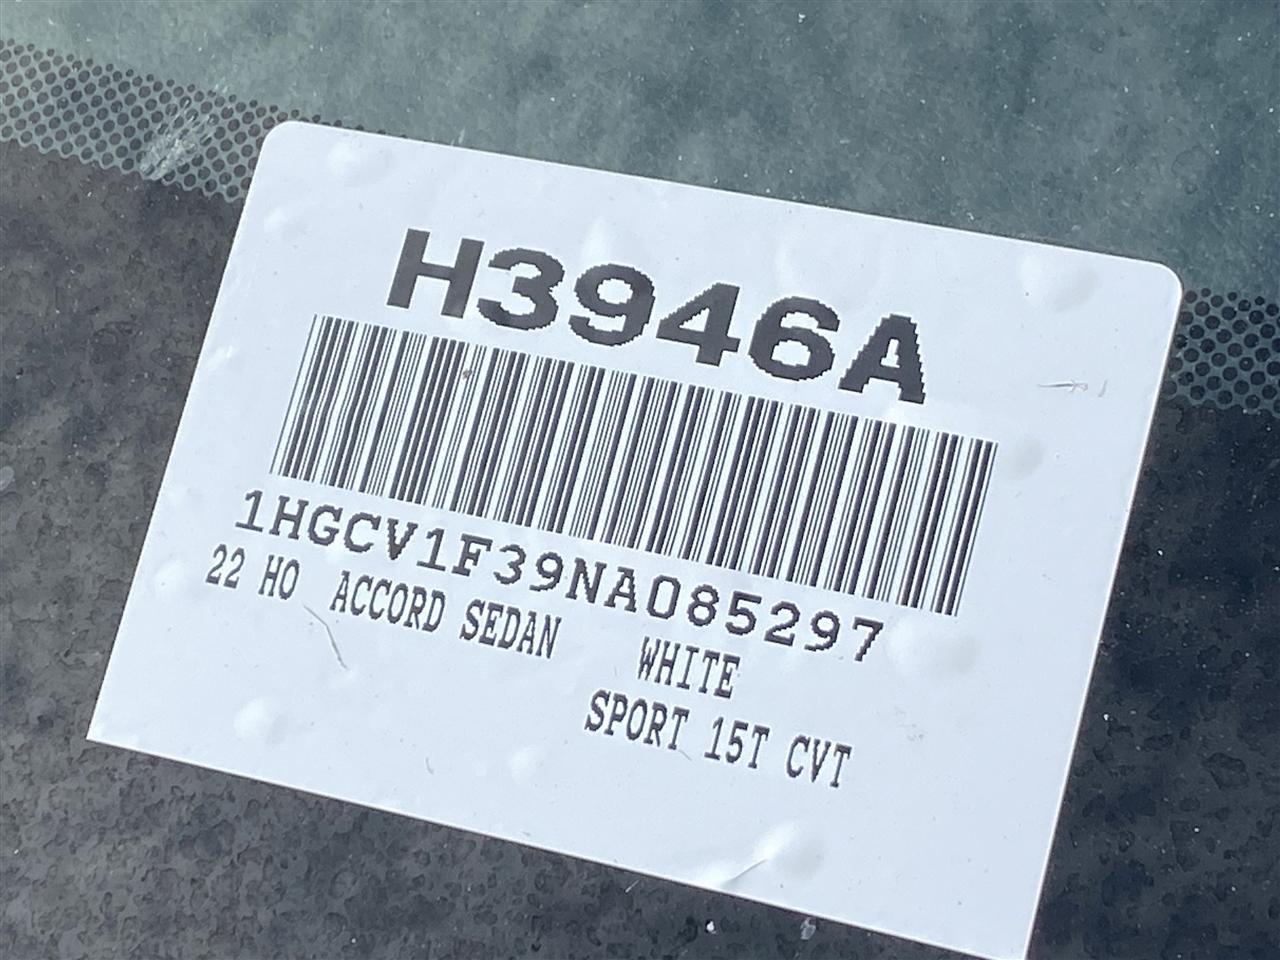 H3946A
1HGCV1F39NA085297
22 HO ACCORD SEDAN WHITE
SPORT 15T CVT